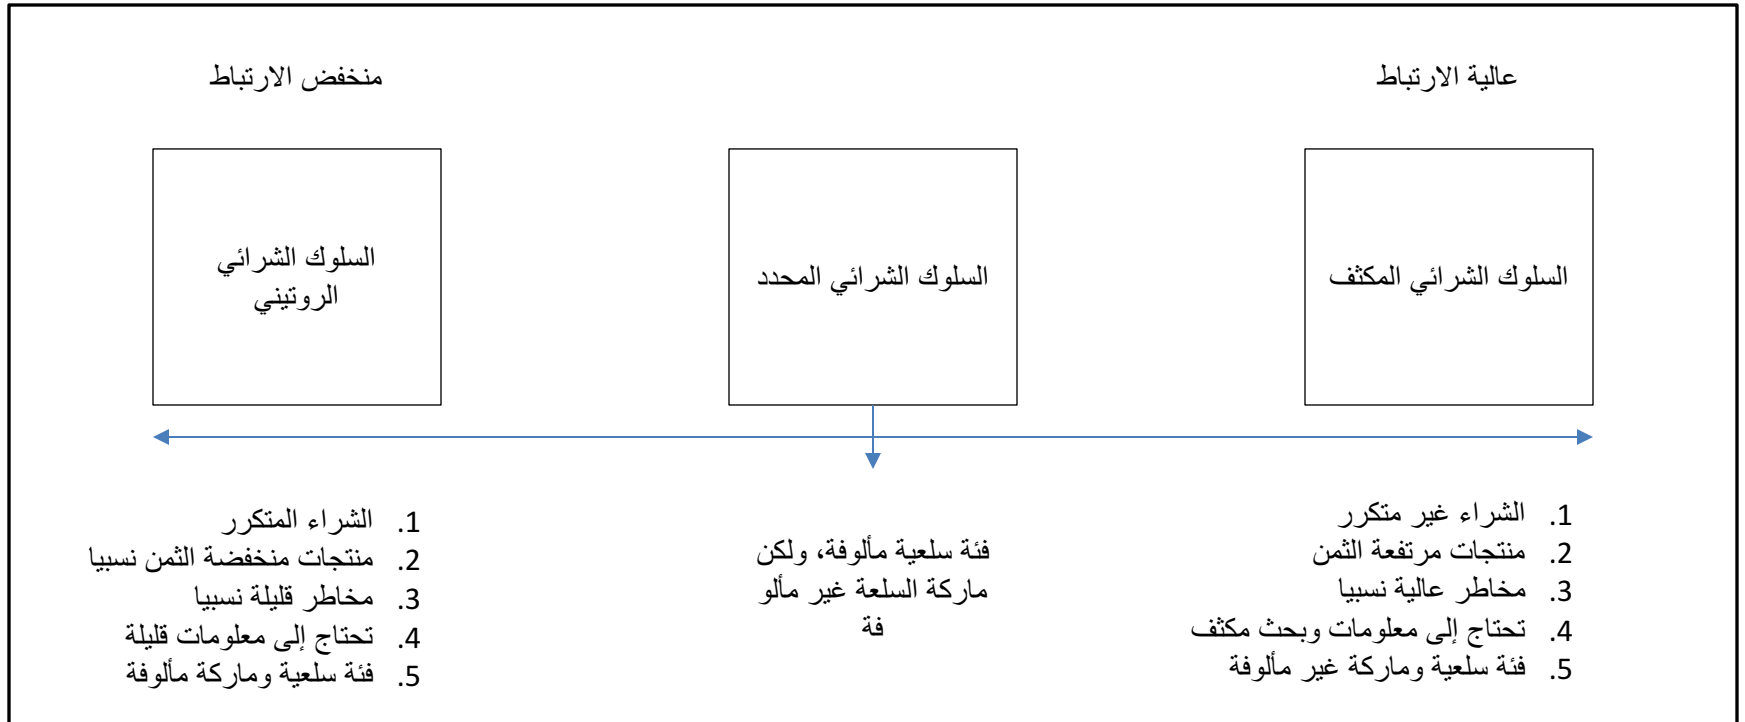 عالية الارتباط
منخفض الارتباط
السلوك الشرائي المكثف
السلوك الشرائي المحدد
السلوك الشرائي
الروتيني
1. الشراء غير متكرر
2. منتجات مرتفعة الثمن
3. مخاطر عالية نسبيا
4. تحتاج إلى معلومات وبحث مكثف
5. فئة سلعية وماركة غير مألوفة
فئة سلعية مألوفة، ولكن
ماركة السلعة غير مألو
فة
1. الشراء المتكرر
2. منتجات منخفضة الثمن نسبيا
3. مخاطر قليلة نسبيا
4. تحتاج إلى معلومات قليلة
5. فئة سلعية وماركة مألوفة